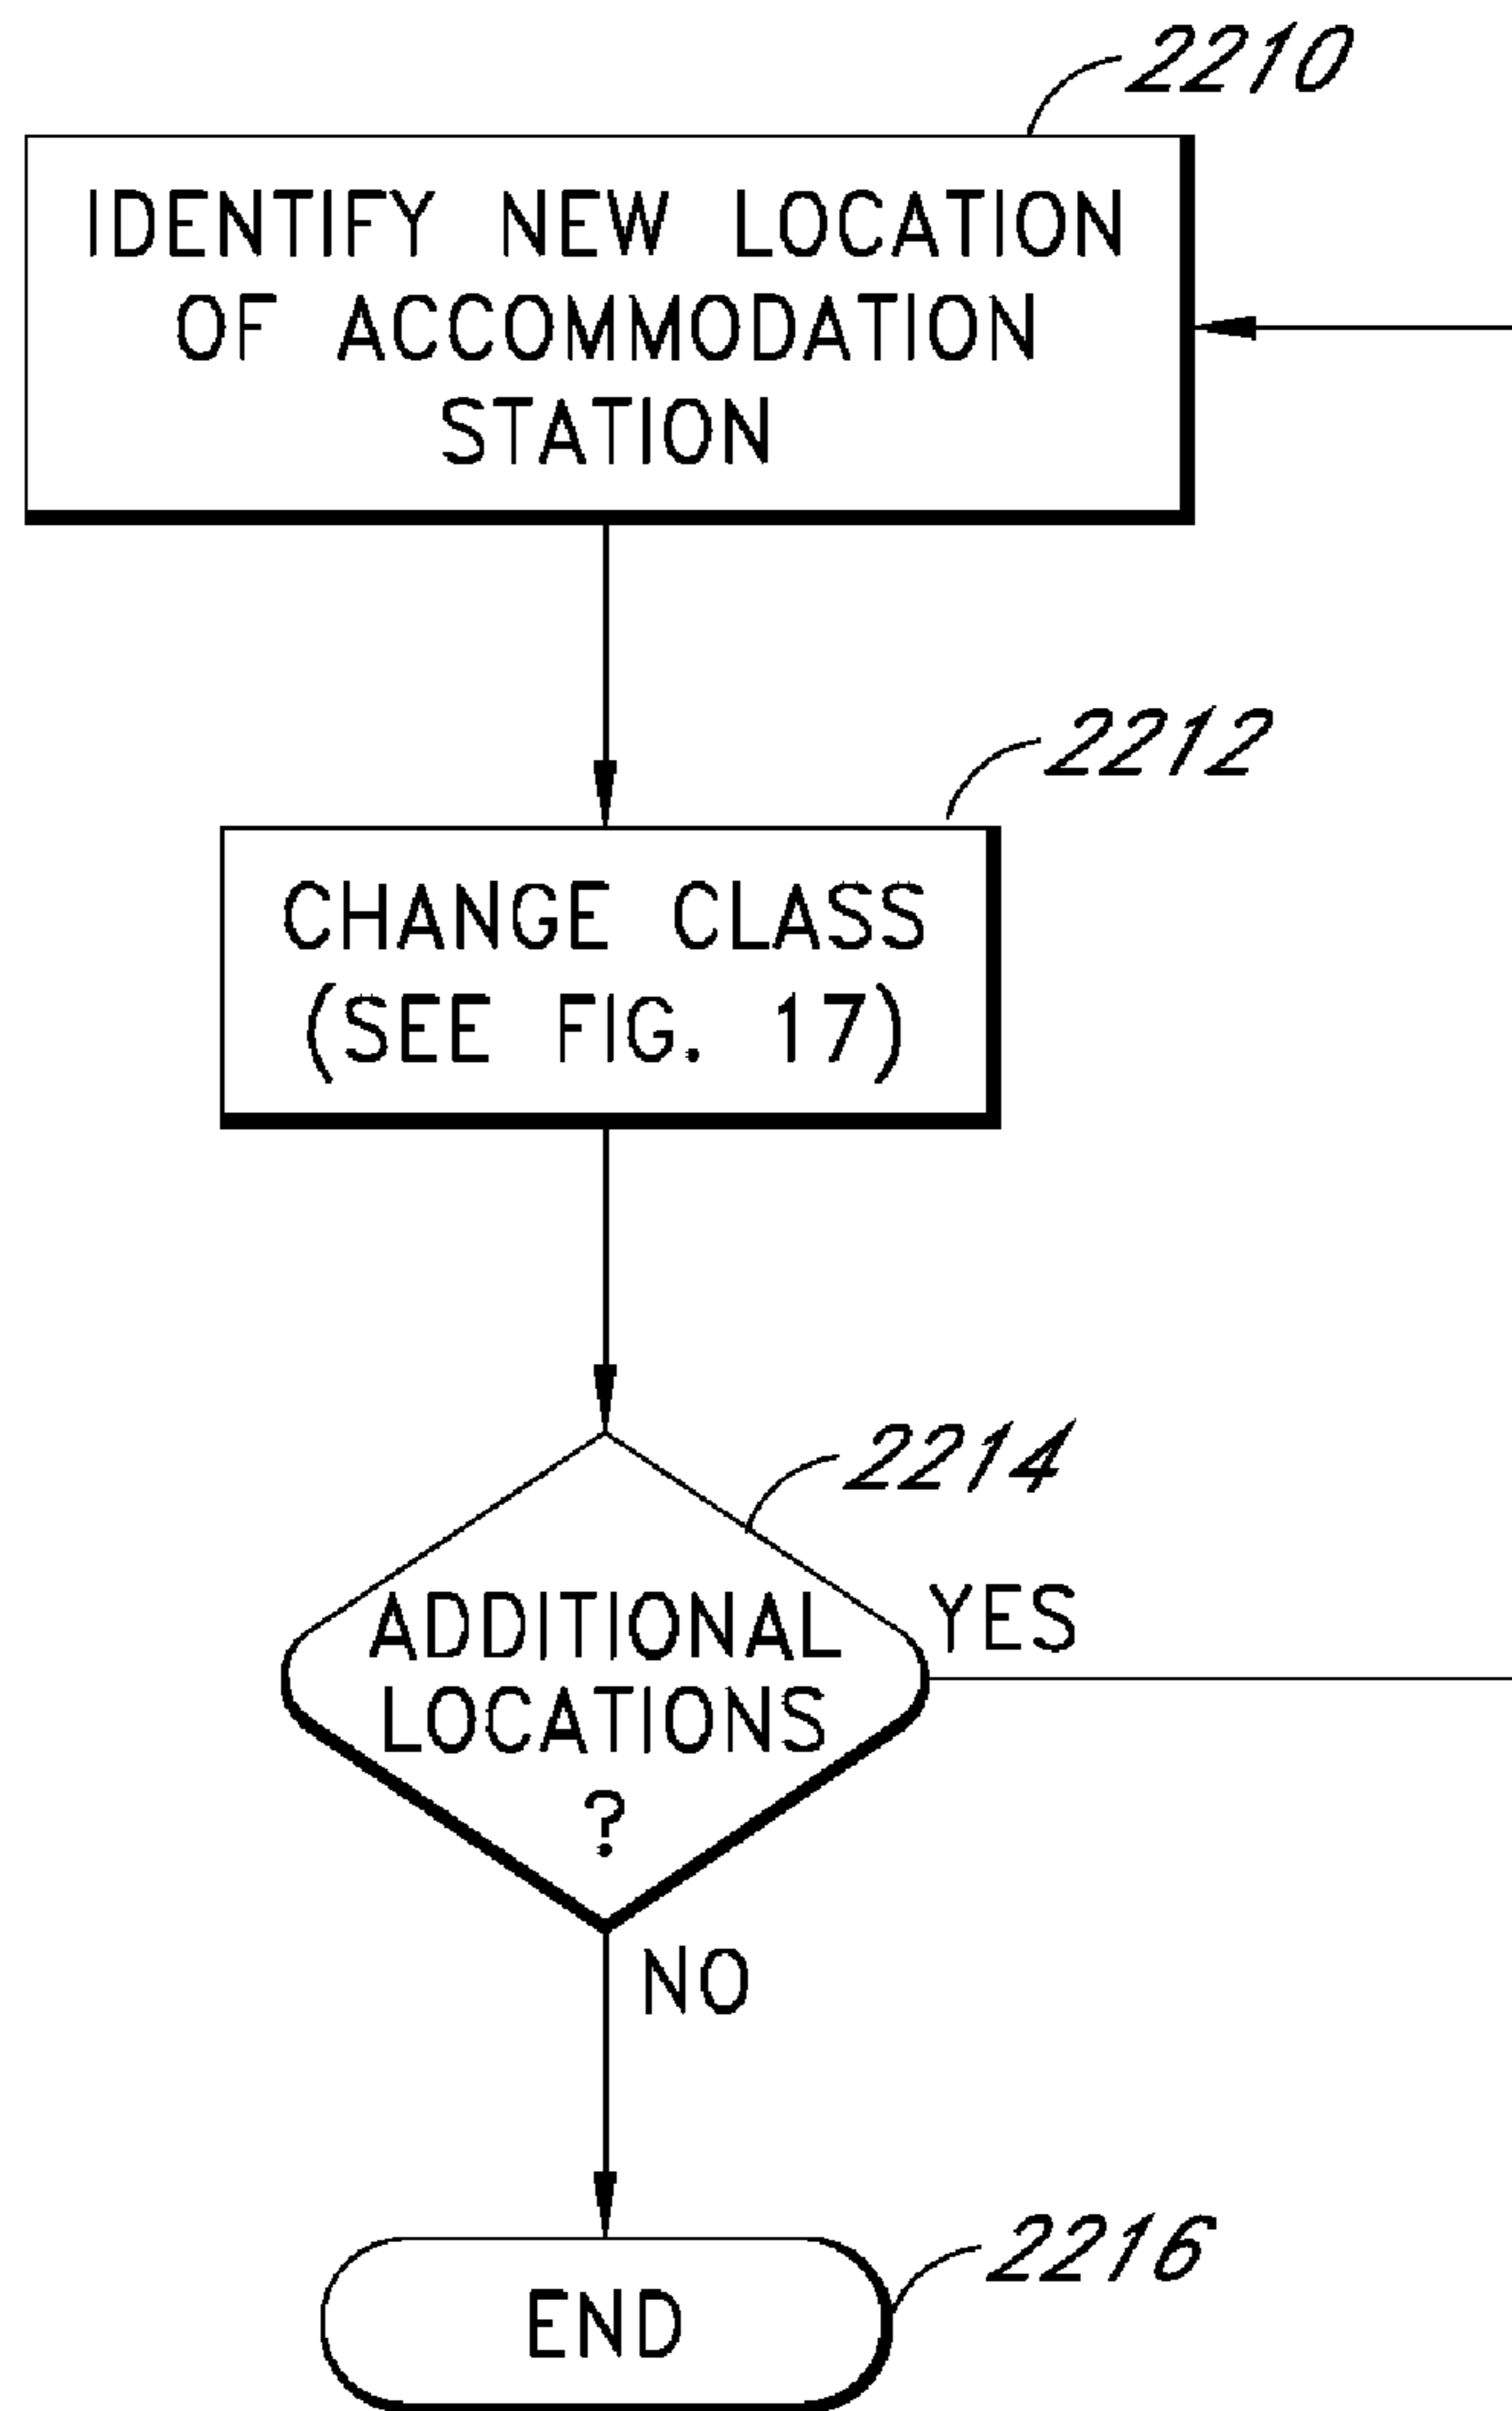 2210
IDENTIFY NEW LOCATION
OF ACCOMMODATION
STATION
2212
CHANGE CLASS
(SEE FIG. 17)
2214
ADDITIONAL
LOCATIONS
?
YES
NO
2216
END